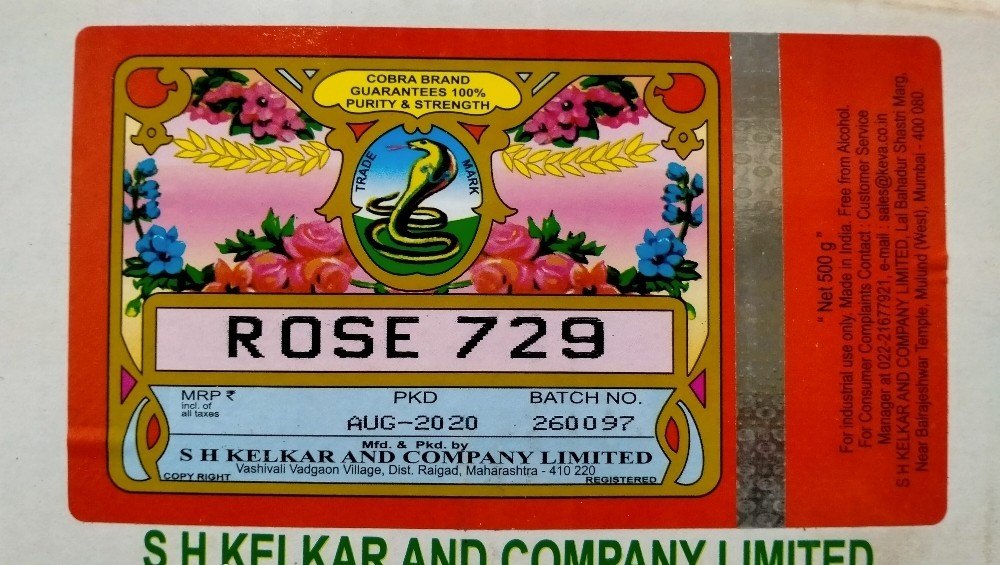 COBRA BRAND
GUARANTEES 100%
PURITY & STRENGTH
TRADE MARK
ROSE 729
MRP ₹ PKD BATCH NO.
incl. of
all taxes
AUG-2020 260097
Mfd. & Pkd. by
S H KELKAR AND COMPANY LIMITED
Vashivali Vadgaon Village, Dist. Raigad, Maharashtra - 410 220
COPY RIGHT REGISTERED
" Net 500 g "
For industrial use only. Made in India. Free from Alcohol.
For Consumer Complaints Contact Customer Service
Manager at 022-21677921, e-mail : sales@keva.co.in
S H KELKAR AND COMPANY LIMITED, Lal Bahadur Shastri Marg,
Near Balrajeshwar Temple, Mulund (West), Mumbai - 400 080.
S H KELKAR AND COMPANY LIMITED